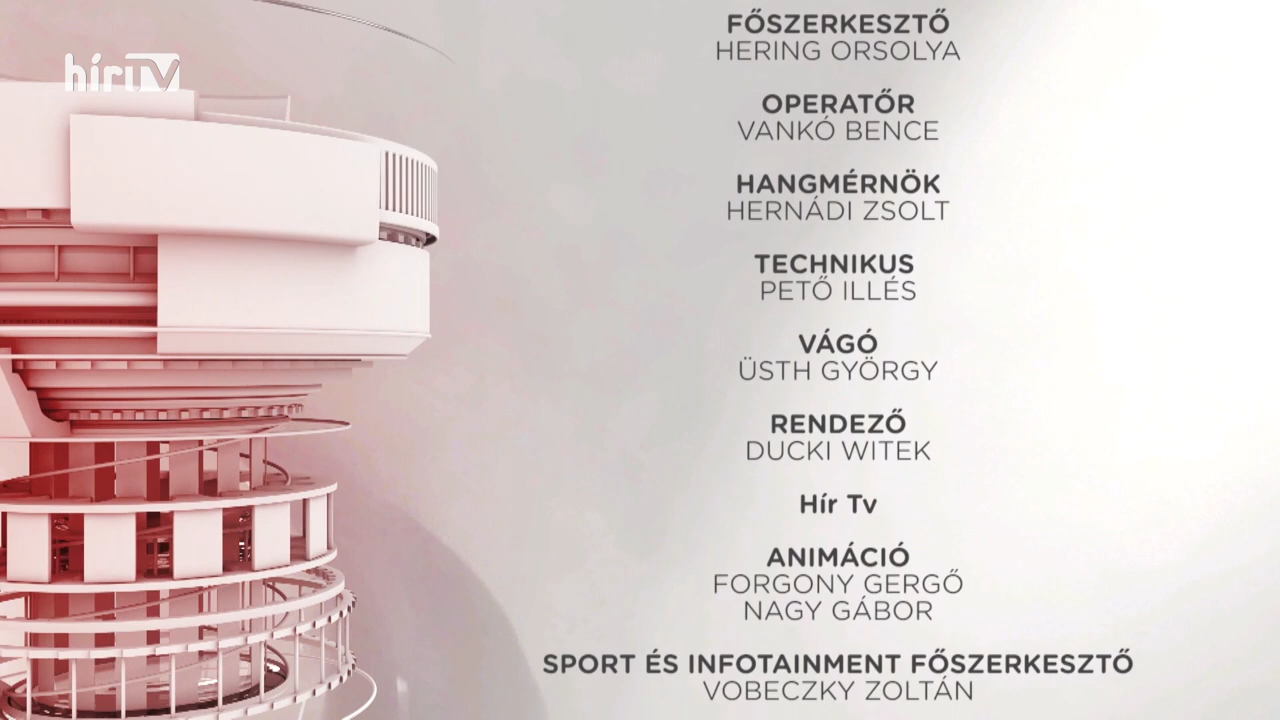 hírTV
FŐSZERKESZTŐ
HERING ORSOLYA
OPERATŐR
VANKÓ BENCE
HANGMÉRNÖK
HERNÁDI ZSOLT
TECHNIKUS
PETŐ ILLÉS
VÁGÓ
ÜSTH GYÖRGY
RENDEZŐ
DUCKI WITEK
Hír Tv
ANIMÁCIÓ
FORGONY GERGŐ
NAGY GÁBOR
SPORT ÉS INFOTAINMENT FŐSZERKESZTŐ
VOBECZKY ZOLTÁN